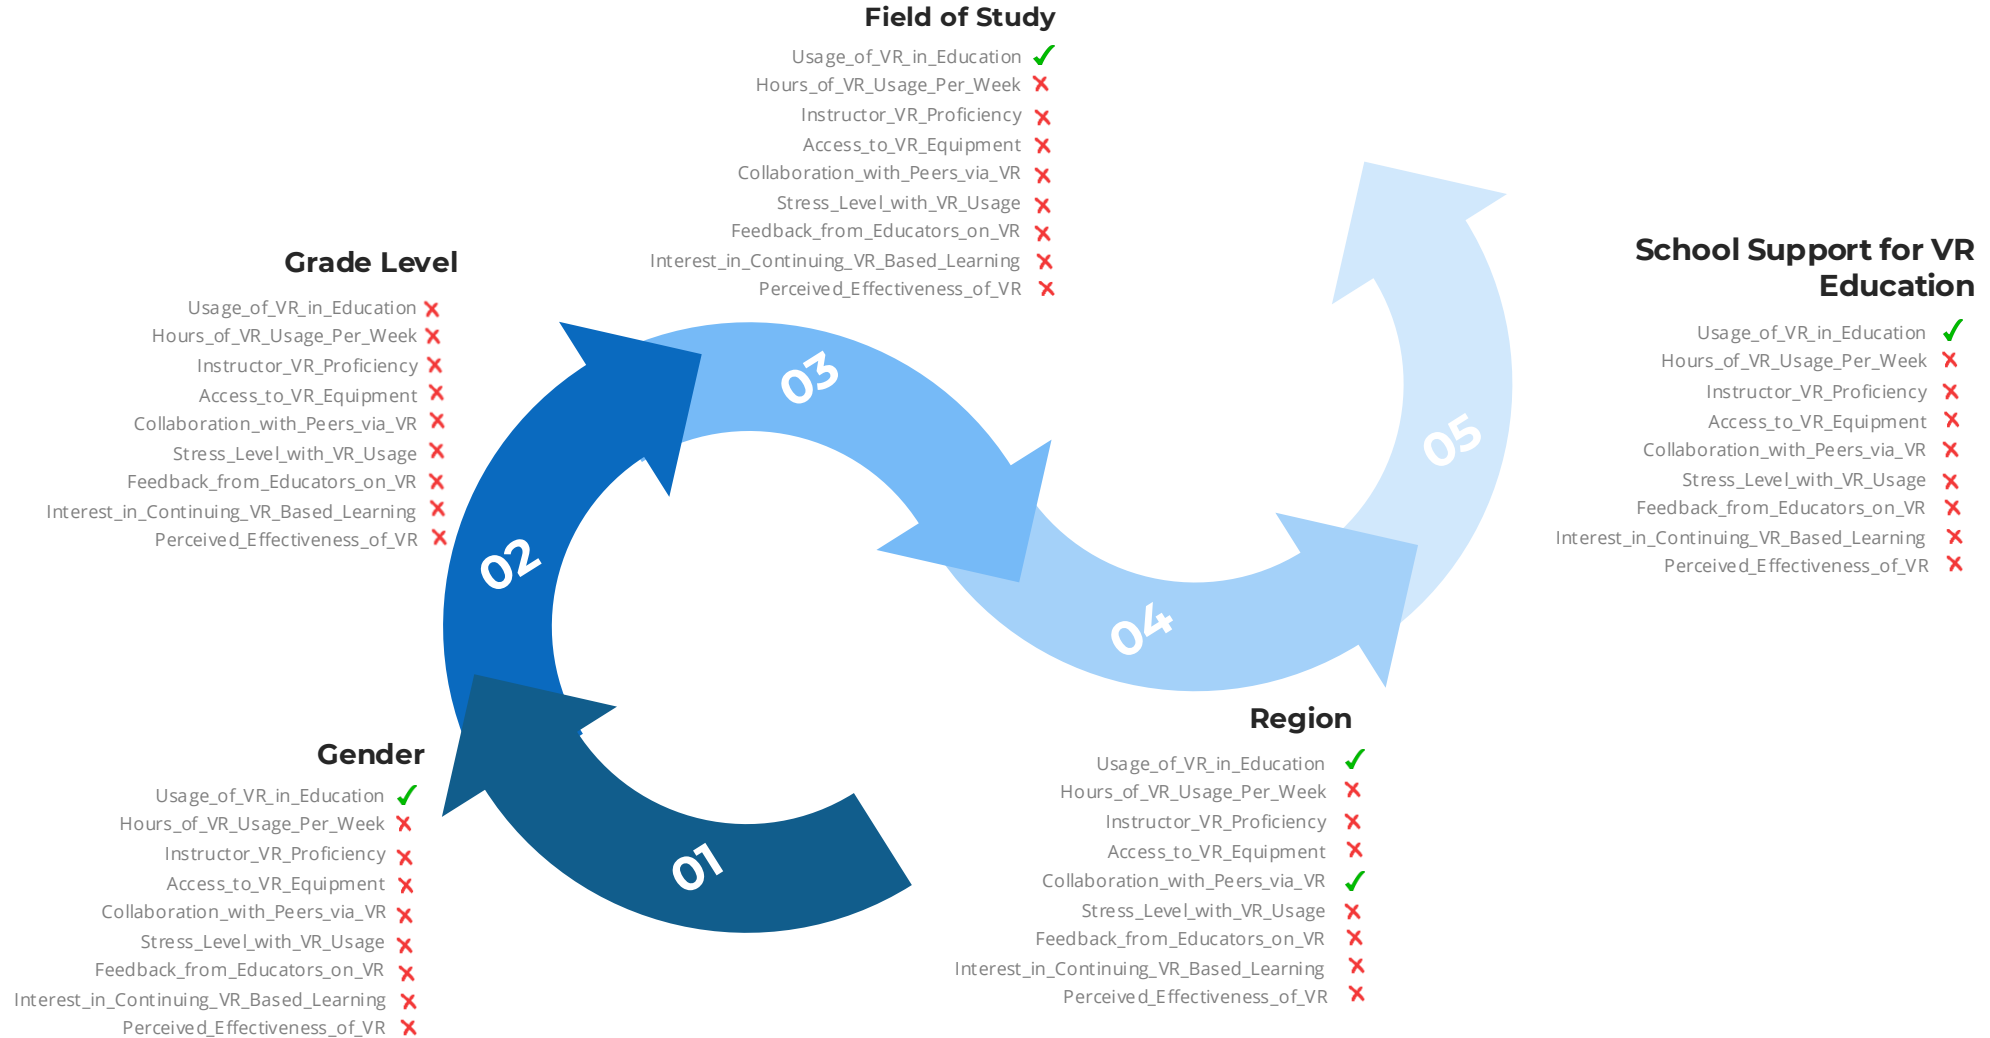 Field of Study
Usage_of_VR_in_Education
Hours_of_VR_Usage_Per_Week
Instructor_VR_Proficiency
Access_to_VR_Equipment
Collaboration_with_Peers_via_VR
Stress_Level_with_VR_Usage
Feedback_from_Educators_on_VR
Interest_in_Continuing_VR_Based_Learning
Perceived_Effectiveness_of_VR
Grade Level
Usage_of_VR_in_Education
Hours_of_VR_Usage_Per_Week
Instructor_VR_Proficiency
Access_to_VR_Equipment
Collaboration_with_Peers_via_VR
Stress_Level_with_VR_Usage
Feedback_from_Educators_on_VR
Interest_in_Continuing_VR_Based_Learning
Perceived_Effectiveness_of_VR
School Support for VR
Education
Usage_of_VR_in_Education
Hours_of_VR_Usage_Per_Week
Instructor_VR_Proficiency
Access_to_VR_Equipment
Collaboration_with_Peers_via_VR
Stress_Level_with_VR_Usage
Feedback_from_Educators_on_VR
Interest_in_Continuing_VR_Based_Learning
Perceived_Effectiveness_of_VR
03
05
02
04
01
Gender
Usage_of_VR_in_Education
Hours_of_VR_Usage_Per_Week
Instructor_VR_Proficiency
Access_to_VR_Equipment
Collaboration_with_Peers_via_VR
Stress_Level_with_VR_Usage
Feedback_from_Educators_on_VR
Interest_in_Continuing_VR_Based_Learning
Perceived_Effectiveness_of_VR
Region
Usage_of_VR_in_Education
Hours_of_VR_Usage_Per_Week
Instructor_VR_Proficiency
Access_to_VR_Equipment
Collaboration_with_Peers_via_VR
Stress_Level_with_VR_Usage
Feedback_from_Educators_on_VR
Interest_in_Continuing_VR_Based_Learning
Perceived_Effectiveness_of_VR